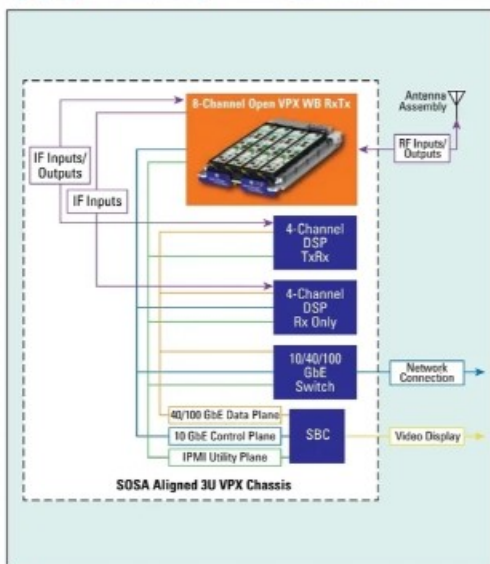 8-Channel Open VPX WB RxTx
Antenna
Assembly
RF Inputs/
Outputs
IF Inputs/
Outputs
IF Inputs
4-Channel
DSP
TxRx
4-Channel
DSP
Rx Only
10/40/100
GbE
Switch
Network
Connection
40/100 GbE Data Plane
10 GbE Control Plane
IPMI Utility Plane
SBC
Video Display
SOSA Aligned 3U VPX Chassis